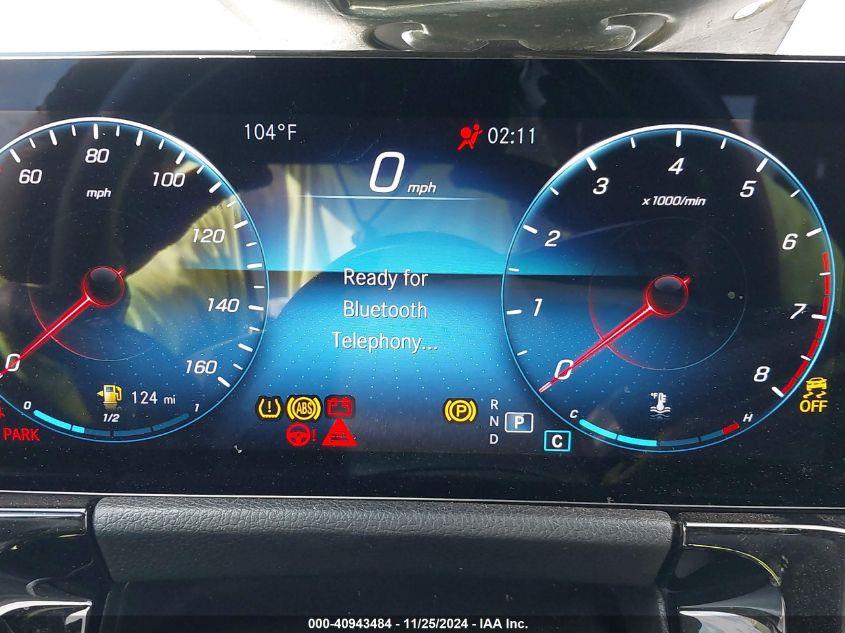 104°F
02:11
0 mph
80
60
100
mph
120
140
160
0
4
3
5
x1000/min
2
6
1
7
0
8
Ready for
Bluetooth
Telephony...
124 mi
0
1/2
1
PARK
ABS
P
R
N P
D
C
°F
C
H
OFF
000-40943484 - 11/25/2024 - IAA Inc.